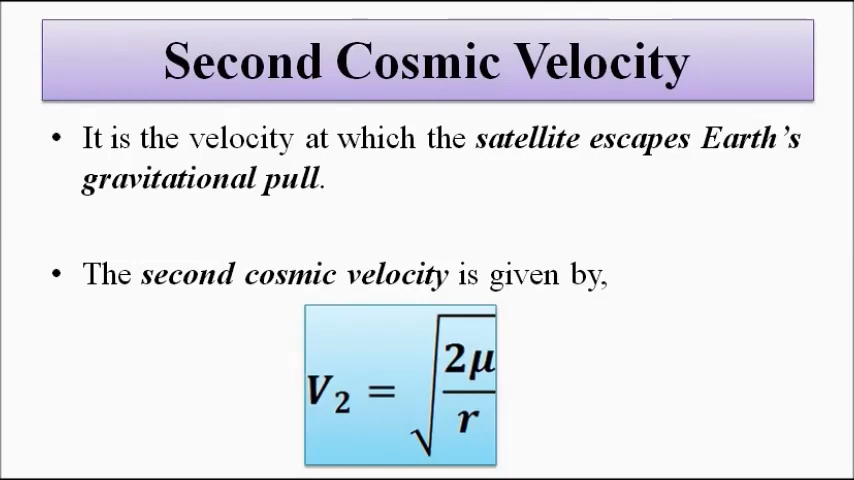 Second Cosmic Velocity
• It is the velocity at which the satellite escapes Earth’s
gravitational pull.
• The second cosmic velocity is given by,
V₂ = √(2μ/r)